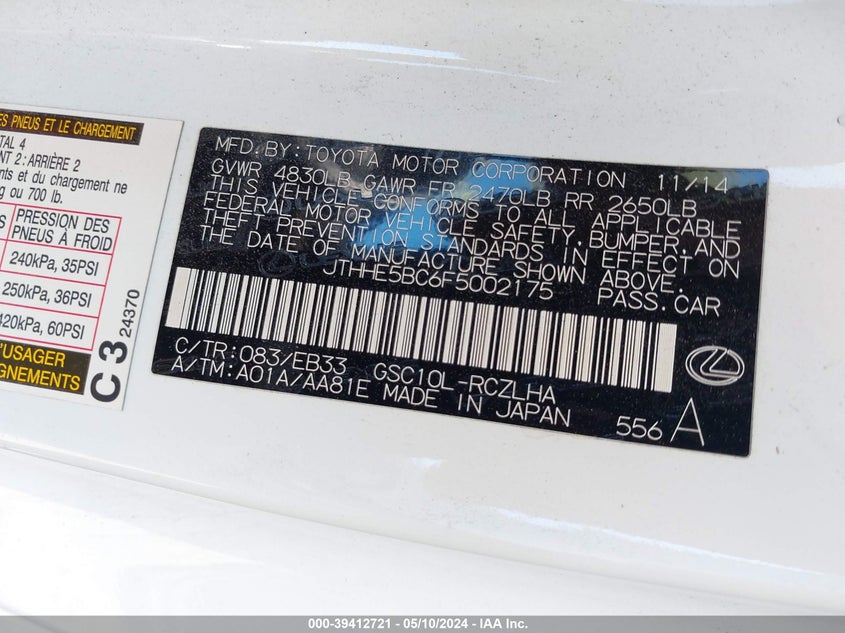 ES PNEUS ET LE CHARGEMENT
TAL 4
NT 2 : ARRIÈRE 2
ents et du chargement ne
g ou 700 lb.
PRESSION DES
PNEUS À FROID
240kPa, 35PSI
250kPa, 36PSI
420kPa, 60PSI
L'USAGER
GNEMENTS
C 3 24370
MFD. BY: TOYOTA MOTOR CORPORATION 11/14
GVWR 4830LB GAWR FR 2470LB RR 2650LB
THIS VEHICLE CONFORMS TO ALL APPLICABLE
FEDERAL MOTOR VEHICLE SAFETY, BUMPER, AND
THEFT PREVENTION STANDARDS IN EFFECT ON
THE DATE OF MANUFACTURE SHOWN ABOVE.
JTHHE5BC6F5002175 PASS. CAR
C/TR: 083/EB33 GSC10L-RCZLHA
A/TM: A01A/AA81E MADE IN JAPAN
556 A
000-39412721 - 05/10/2024 - © IAA Inc.